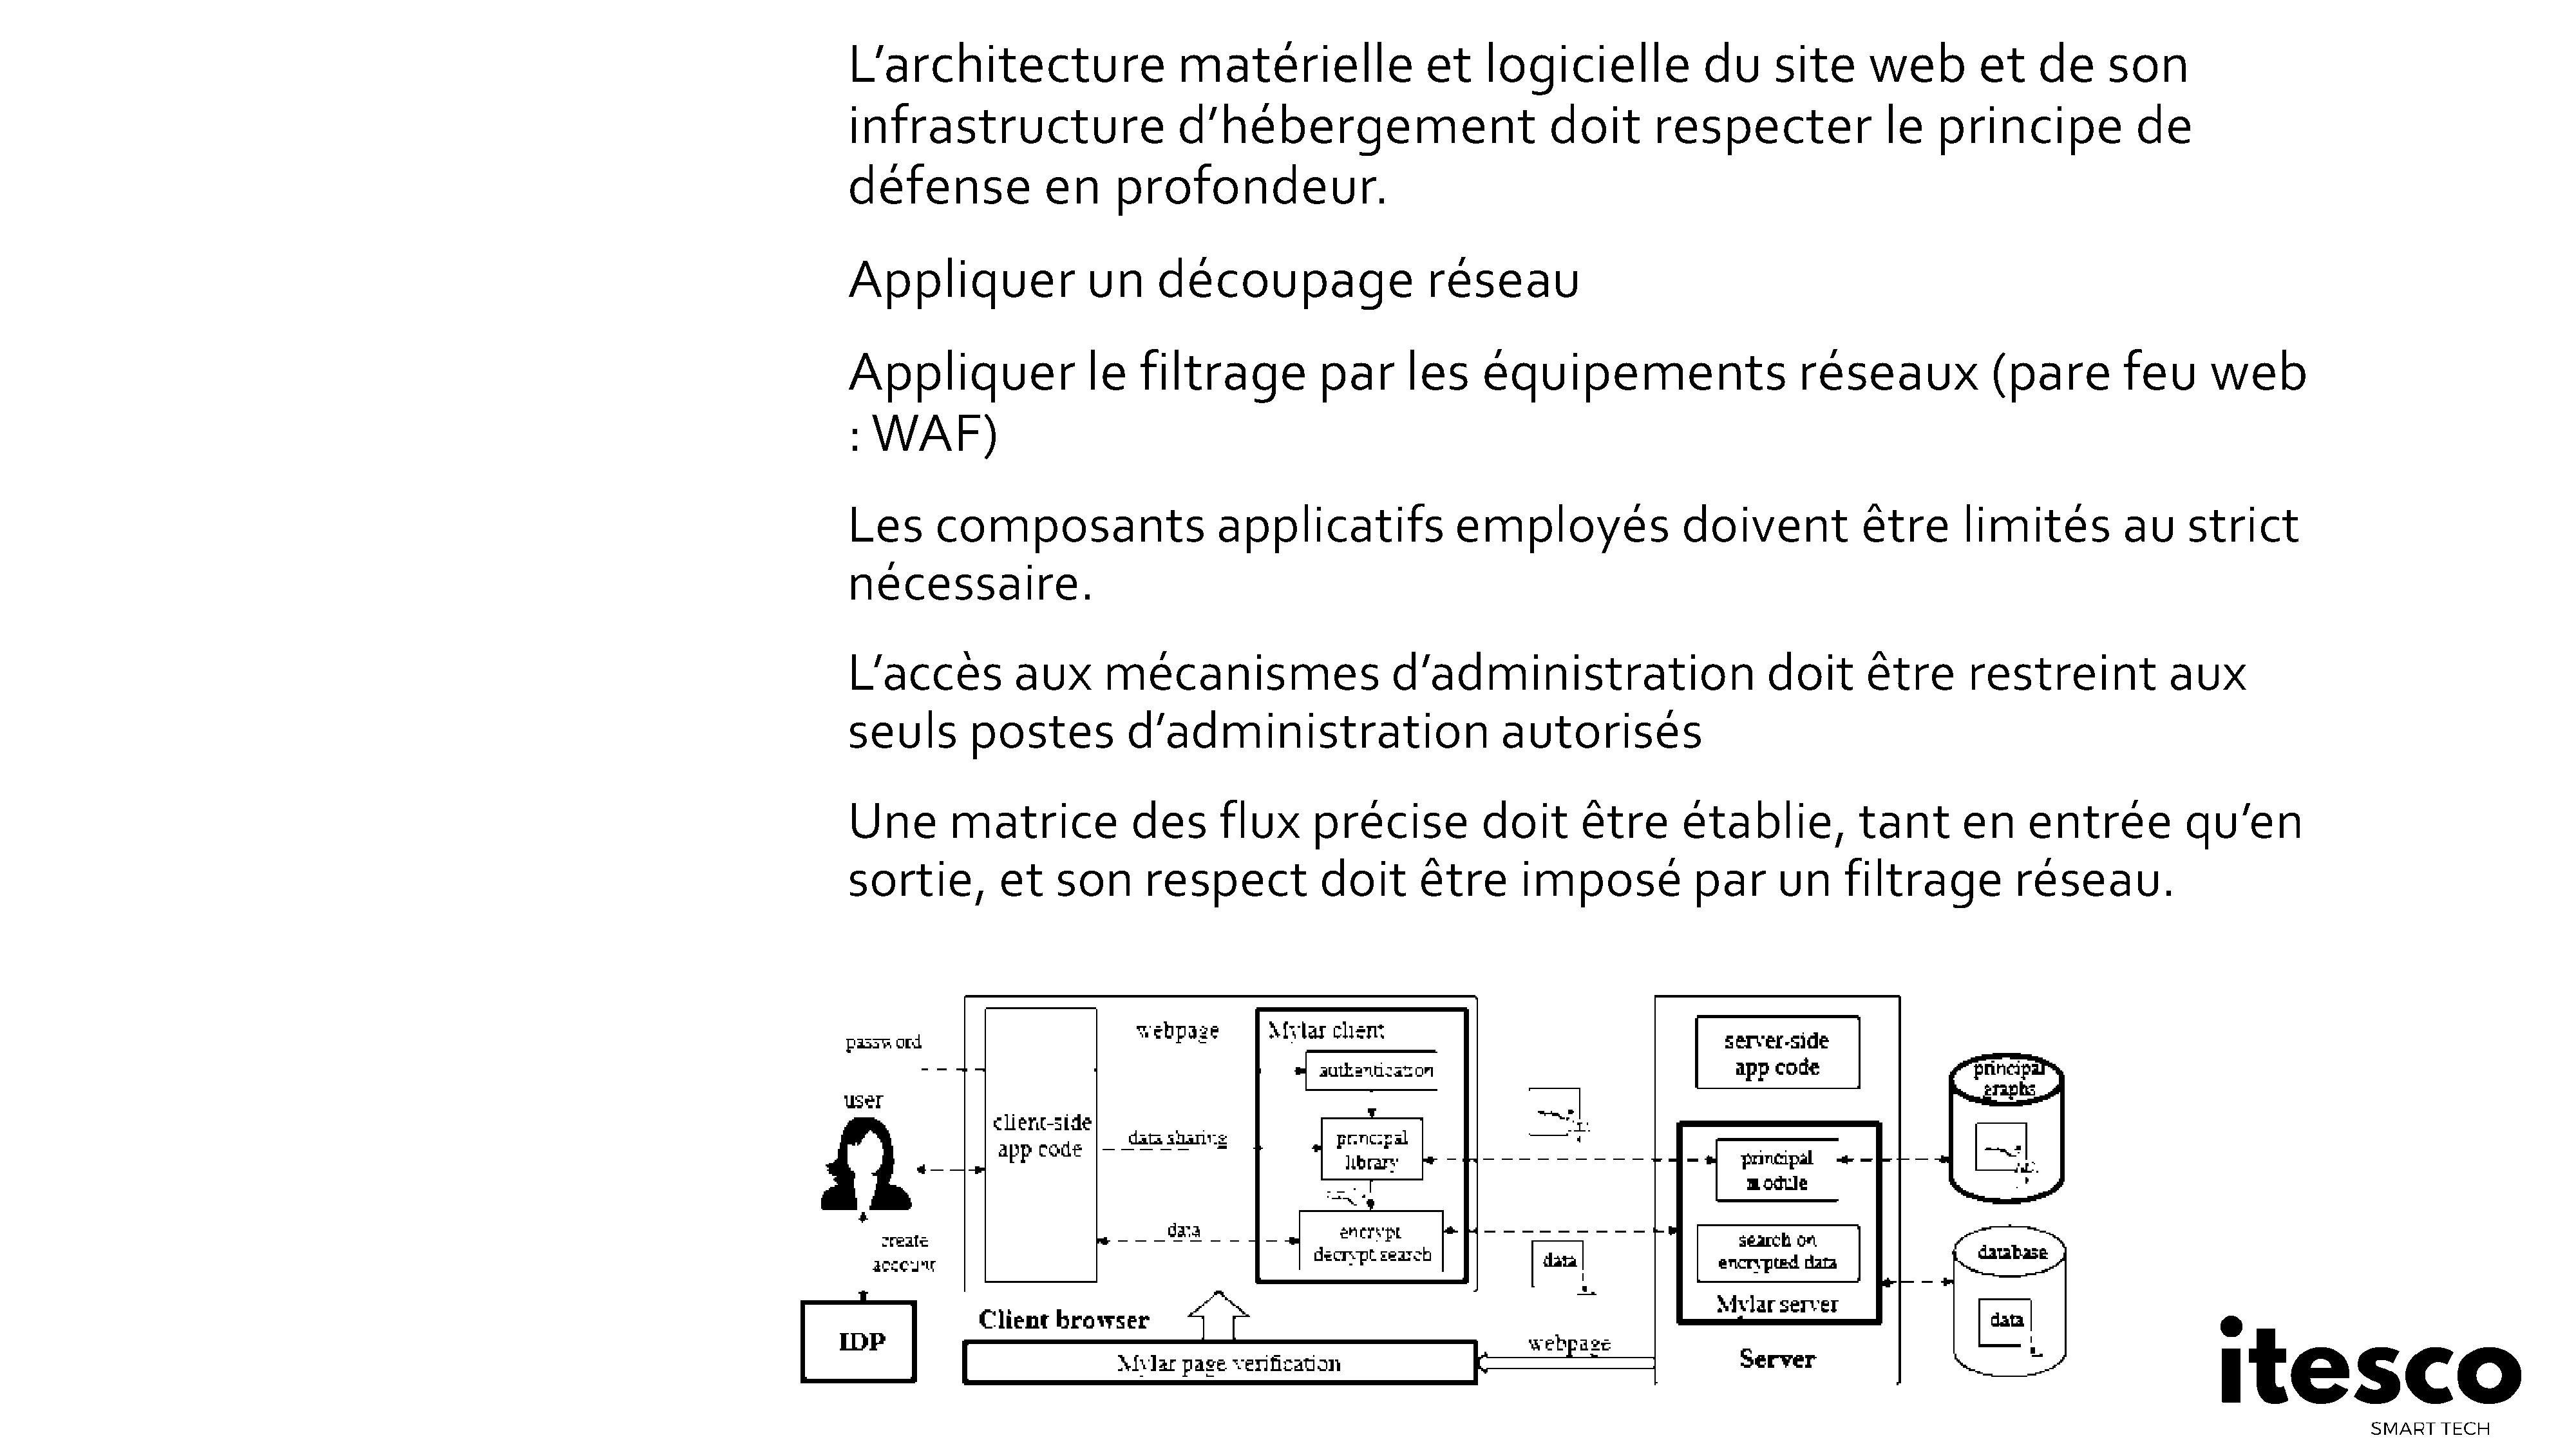 L’architecture matérielle et logicielle du site web et de son
infrastructure d’hébergement doit respecter le principe de
défense en profondeur.
Appliquer un découpage réseau
Appliquer le filtrage par les équipements réseaux (pare feu web
: WAF)
Les composants applicatifs employés doivent être limités au strict
nécessaire.
L’accès aux mécanismes d’administration doit être restreint aux
seuls postes d’administration autorisés
Une matrice des flux précise doit être établie, tant en entrée qu’en
sortie, et son respect doit être imposé par un filtrage réseau.
password
user
create
account
IDP
client-side
app code
webpage
data sharing
data
Mylar client
authentication
principal
library
encrypt
decrypt search
Client browser
Mylar page verification
data
webpage
server-side
app code
principal
module
search on
encrypted data
Mylar server
Server
principal
graphs
database
data
itesco
SMART TECH